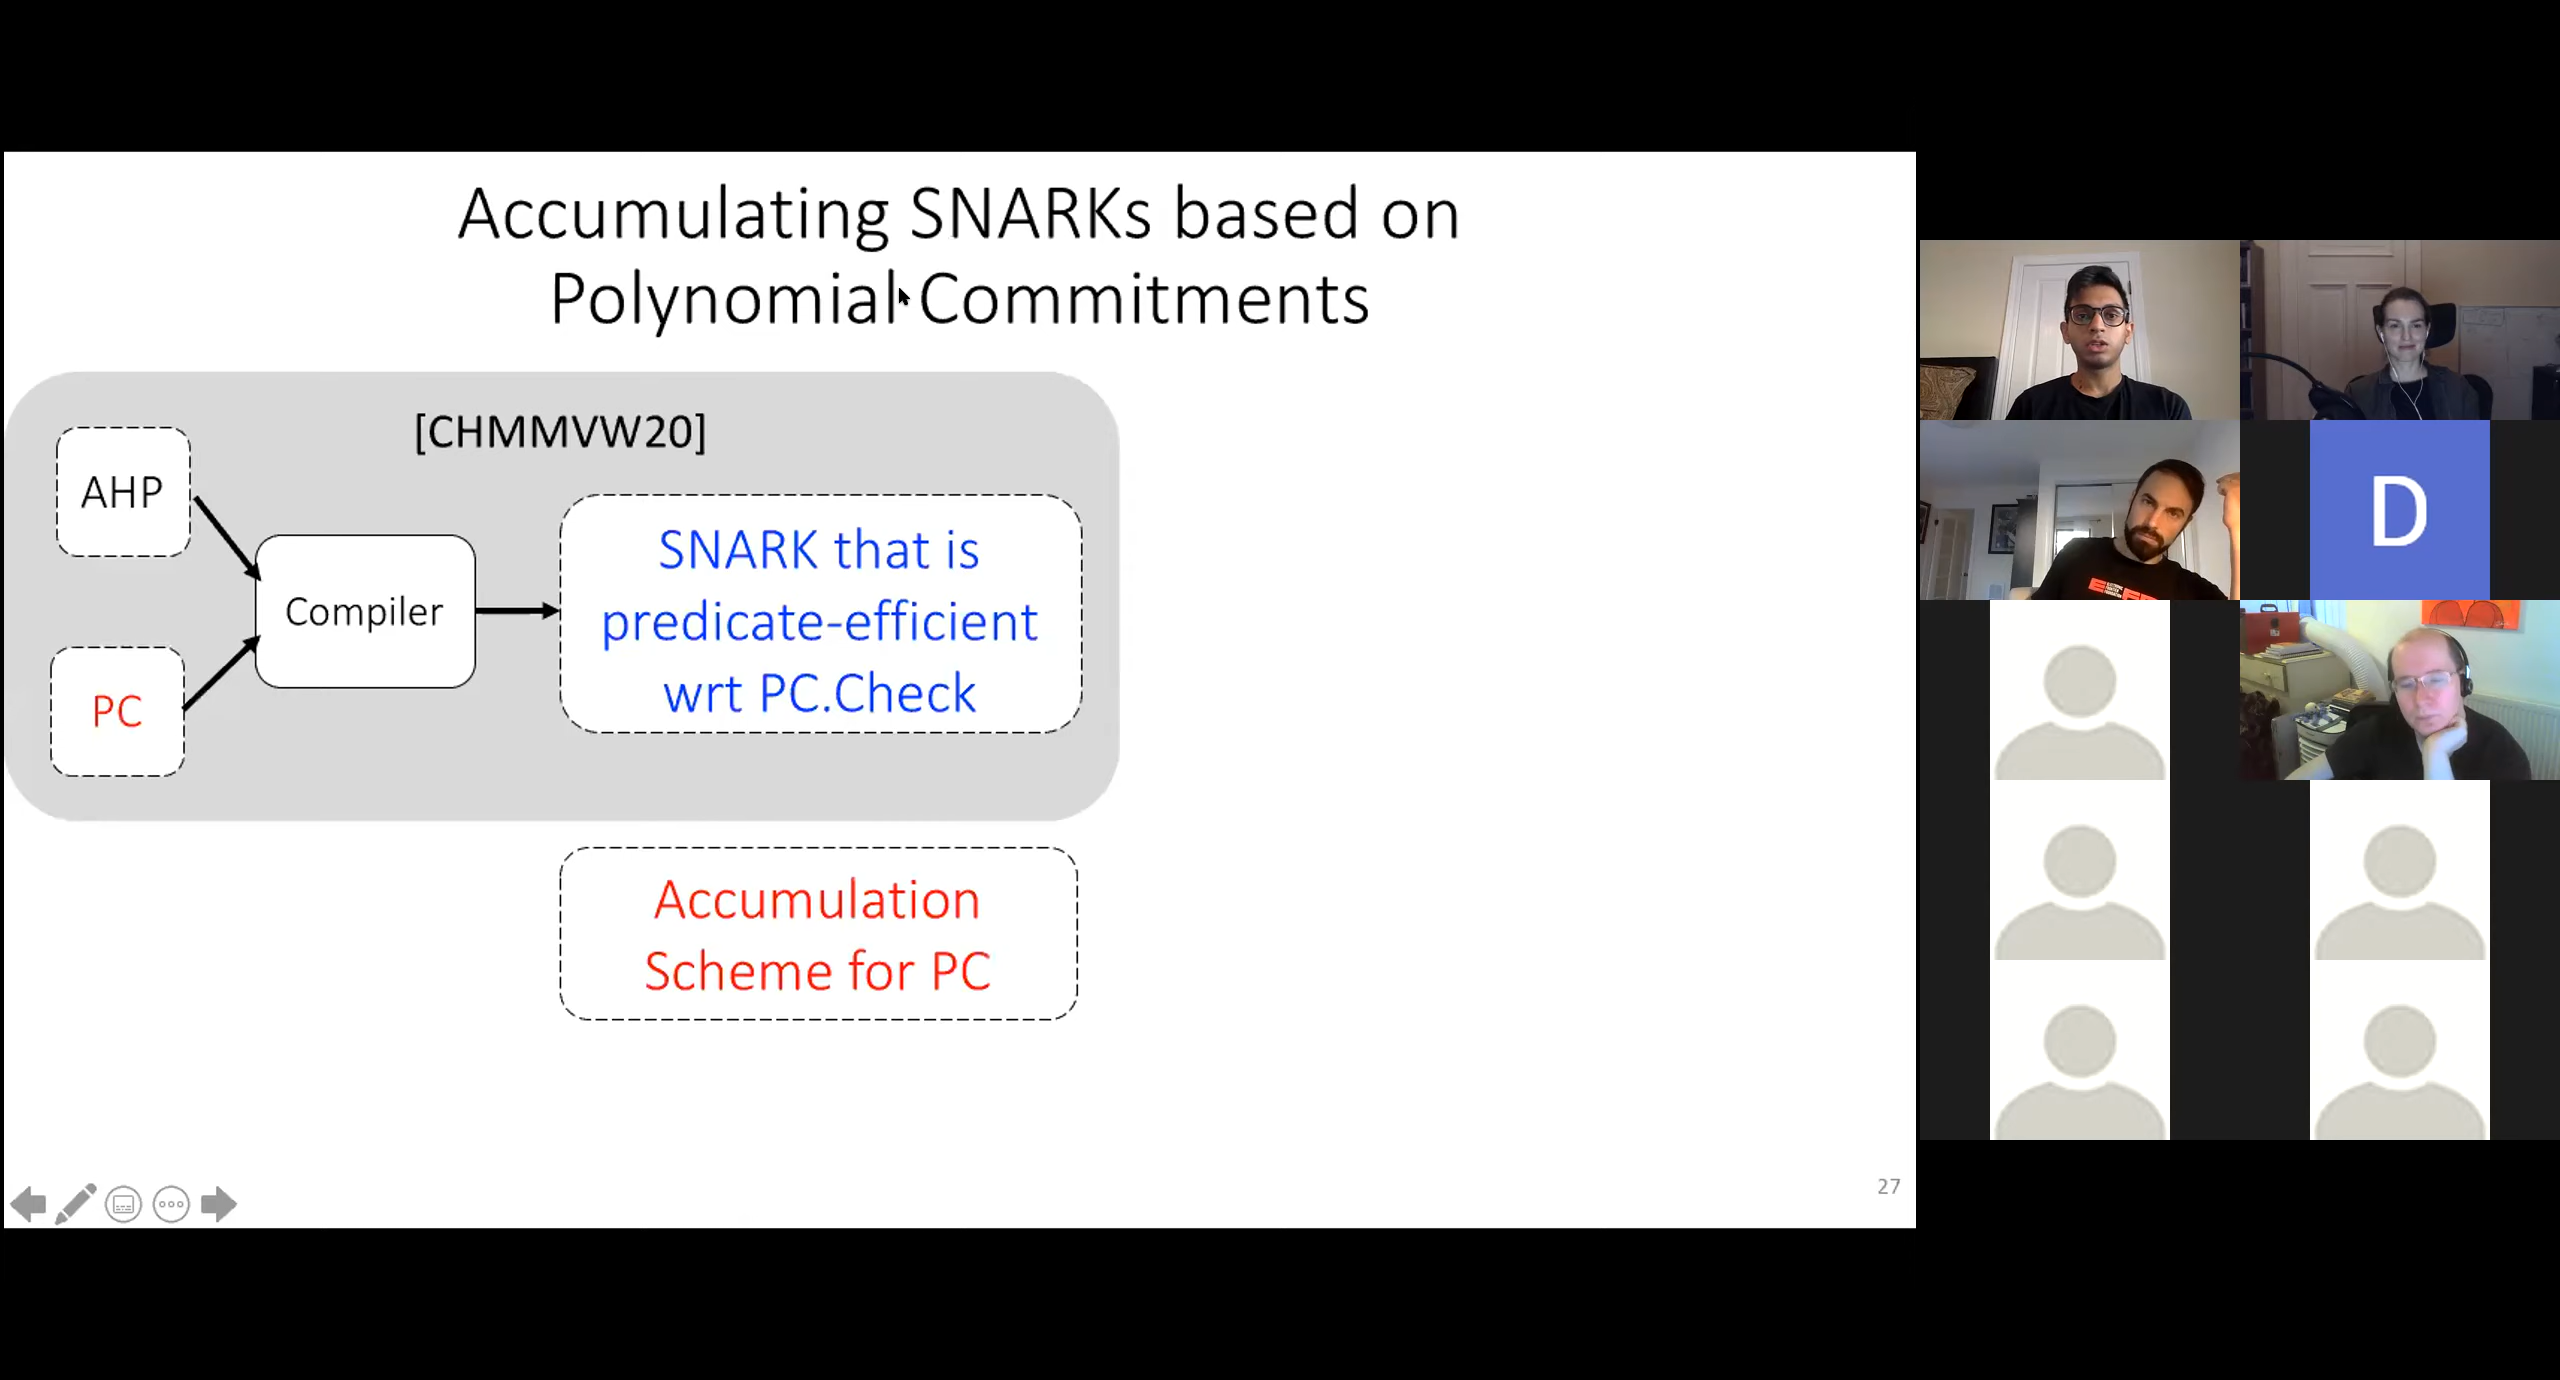 Accumulating SNARKs based on
Polynomial Commitments
[CHMMVW20]
AHP
PC
Compiler
SNARK that is
predicate-efficient
wrt PC.Check
Accumulation
Scheme for PC
27
D